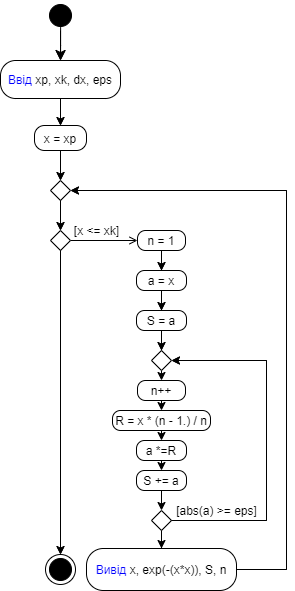 Ввід xp, xk, dx, eps
x = xp
[x <= xk]
n = 1
a = x
S = a
n++
R = x * (n - 1.) / n
a *=R
S += a
[abs(a) >= eps]
Вивід x, exp(-(x*x)), S, n